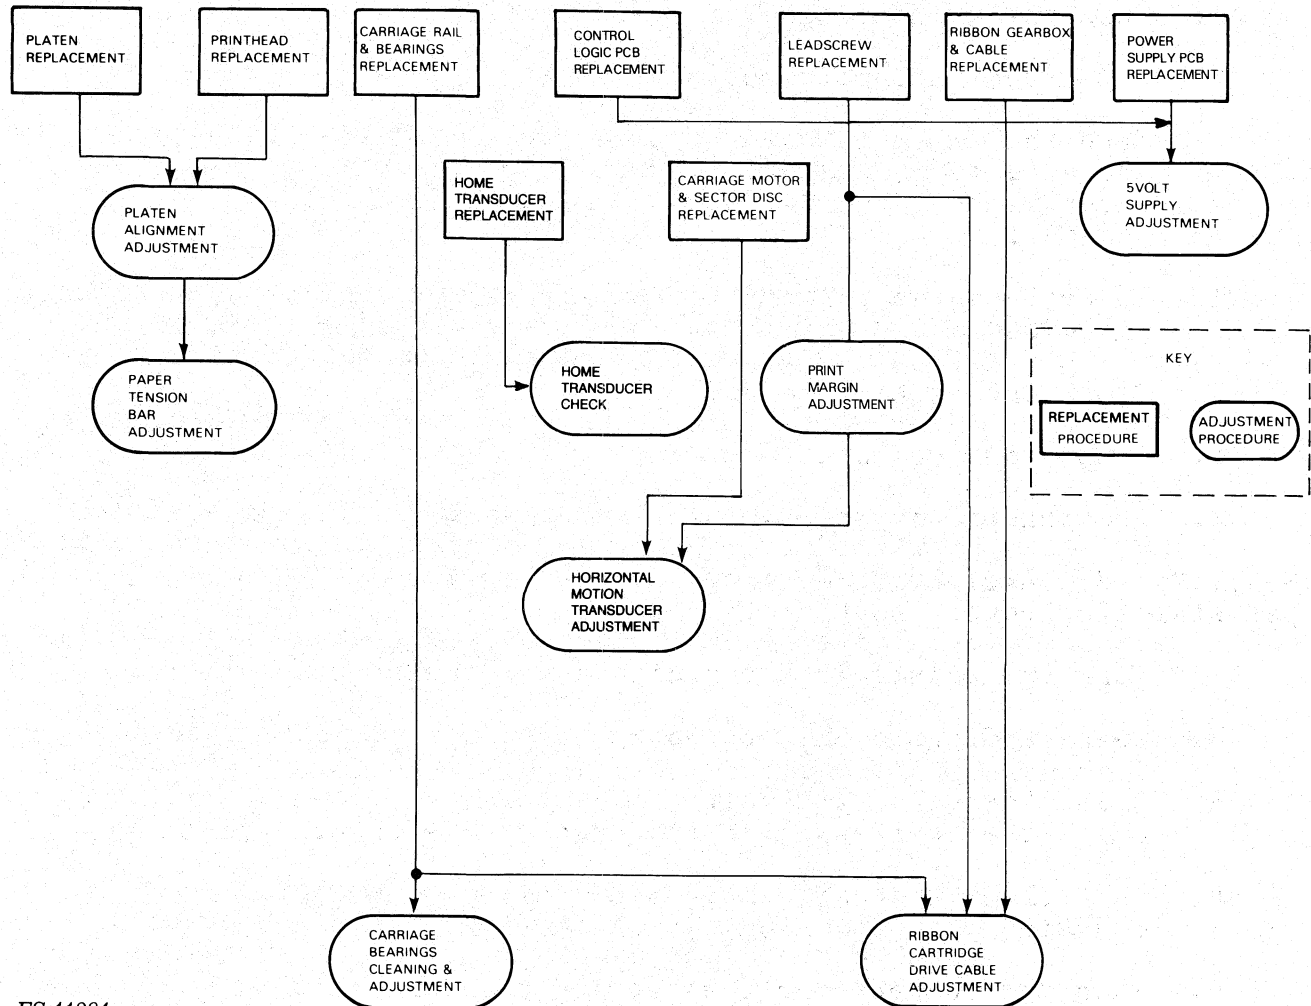 PLATEN
REPLACEMENT
PRINTHEAD
REPLACEMENT
CARRIAGE RAIL
& BEARINGS
REPLACEMENT
CONTROL
LOGIC PCB
REPLACEMENT
LEADSCREW
REPLACEMENT
RIBBON GEARBOX
& CABLE
REPLACEMENT
POWER
SUPPLY PCB
REPLACEMENT
HOME
TRANSDUCER
REPLACEMENT
CARRIAGE MOTOR
& SECTOR DISC
REPLACEMENT
5VOLT
SUPPLY
ADJUSTMENT
PLATEN
ALIGNMENT
ADJUSTMENT
PAPER
TENSION
BAR
ADJUSTMENT
HOME
TRANSDUCER
CHECK
PRINT
MARGIN
ADJUSTMENT
KEY
REPLACEMENT
PROCEDURE
ADJUSTMENT
PROCEDURE
HORIZONTAL
MOTION
TRANSDUCER
ADJUSTMENT
CARRIAGE
BEARINGS
CLEANING &
ADJUSTMENT
RIBBON
CARTRIDGE
DRIVE CABLE
ADJUSTMENT